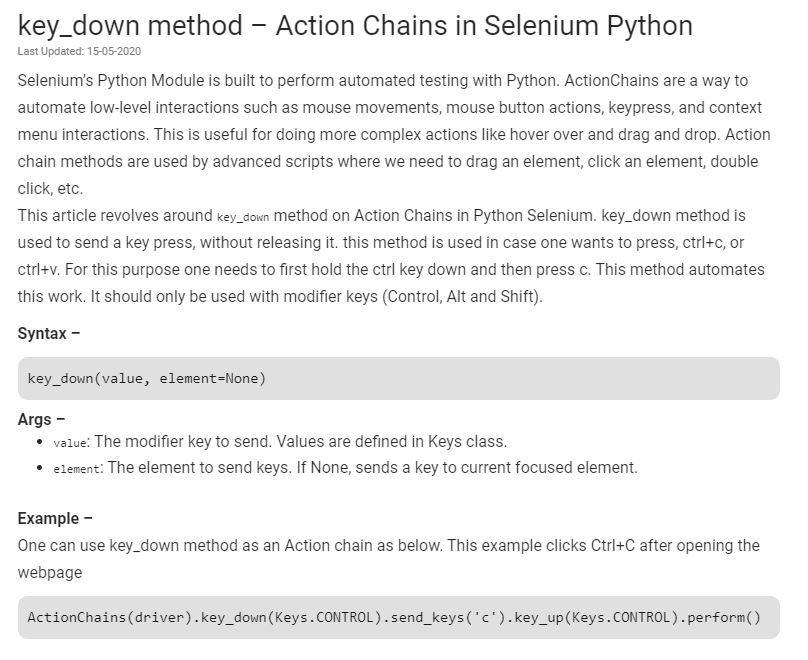 key_down method – Action Chains in Selenium Python
Last Updated: 15-05-2020
Selenium’s Python Module is built to perform automated testing with Python. ActionChains are a way to
automate low-level interactions such as mouse movements, mouse button actions, keypress, and context
menu interactions. This is useful for doing more complex actions like hover over and drag and drop. Action
chain methods are used by advanced scripts where we need to drag an element, click an element, double
click, etc.
This article revolves around key_down method on Action Chains in Python Selenium. key_down method is
used to send a key press, without releasing it. this method is used in case one wants to press, ctrl+c, or
ctrl+v. For this purpose one needs to first hold the ctrl key down and then press c. This method automates
this work. It should only be used with modifier keys (Control, Alt and Shift).
Syntax –
key_down(value, element=None)
Args –
• value: The modifier key to send. Values are defined in Keys class.
• element: The element to send keys. If None, sends a key to current focused element.
Example –
One can use key_down method as an Action chain as below. This example clicks Ctrl+C after opening the
webpage
ActionChains(driver).key_down(Keys.CONTROL).send_keys('c').key_up(Keys.CONTROL).perform()